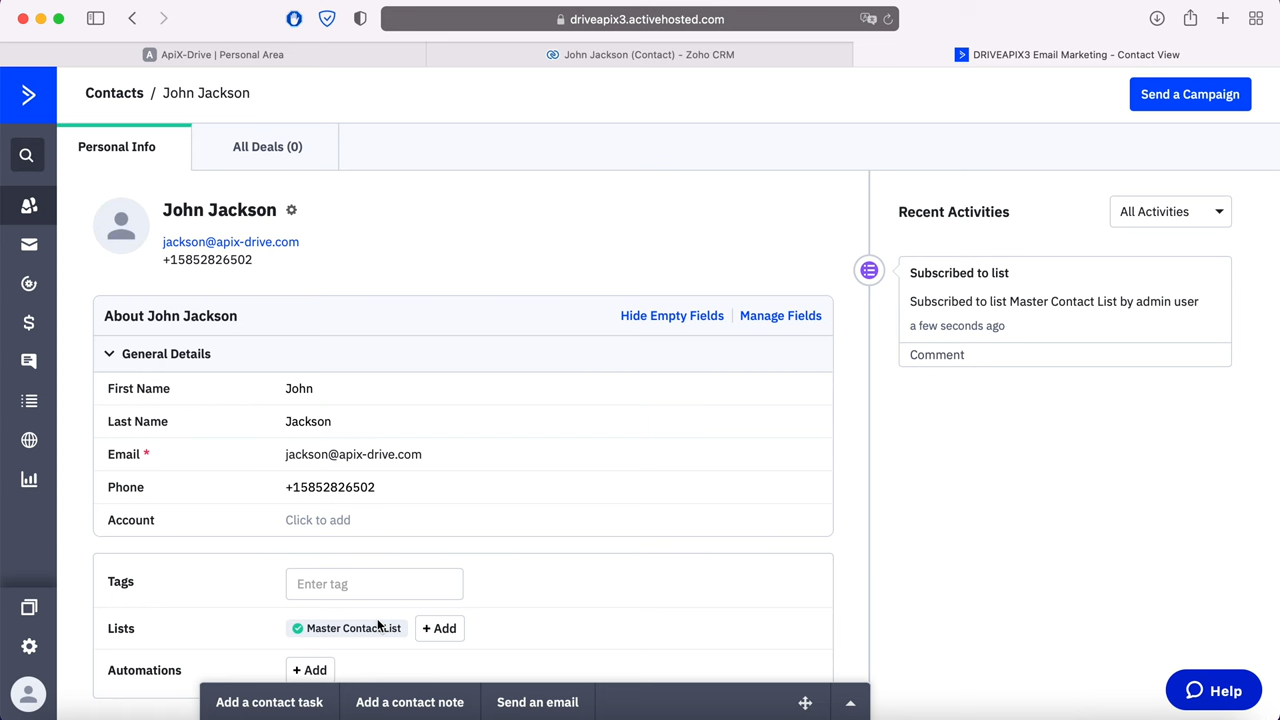 driveapix3.activehosted.com
A ApiX-Drive | Personal Area
John Jackson (Contact) - Zoho CRM
DRIVEAPIX3 Email Marketing - Contact View
Contacts / John Jackson
Send a Campaign
Personal Info
All Deals (0)
John Jackson
jackson@apix-drive.com
+15852826502
Recent Activities
All Activities
Subscribed to list
Subscribed to list Master Contact List by admin user
a few seconds ago
Comment
About John Jackson
Hide Empty Fields
Manage Fields
General Details
First Name John
Last Name Jackson
Email * jackson@apix-drive.com
Phone +15852826502
Account Click to add
Tags Enter tag
Lists Master Contact List + Add
Automations + Add
Add a contact task
Add a contact note
Send an email
Help